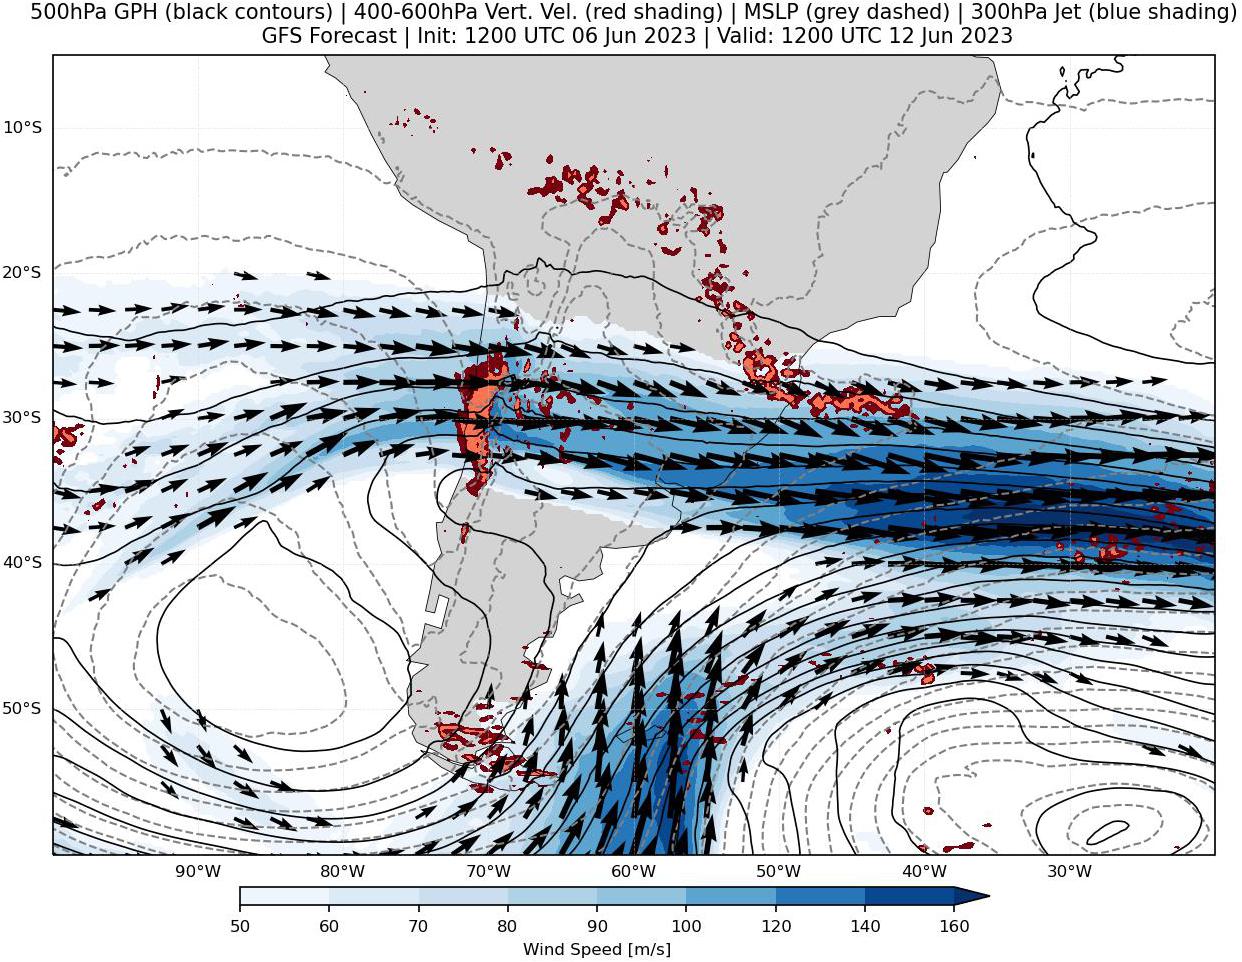 500hPa GPH (black contours) | 400-600hPa Vert. Vel. (red shading) | MSLP (grey dashed) | 300hPa Jet (blue shading)
GFS Forecast | Init: 1200 UTC 06 Jun 2023 | Valid: 1200 UTC 12 Jun 2023
10°S
20°S
30°S
40°S
50°S
90°W 80°W 70°W 60°W 50°W 40°W 30°W
50 60 70 80 90 100 120 140 160
Wind Speed [m/s]